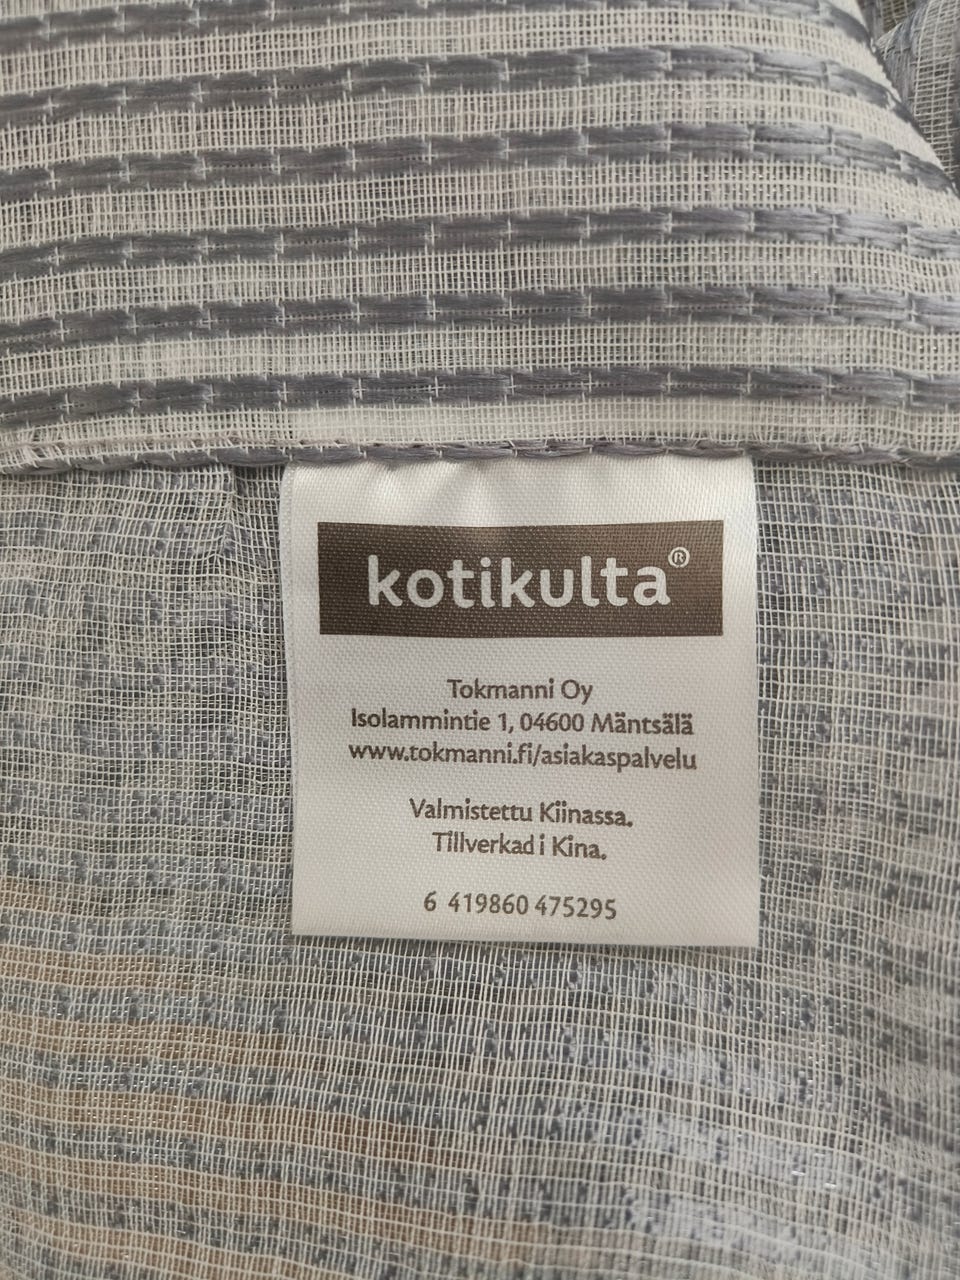 kotikulta®
Tokmanni Oy
Isolammintie 1, 04600 Mäntsälä
www.tokmanni.fi/asiakaspalvelu
Valmistettu Kiinassa.
Tillverkad i Kina.
6 419860 475295